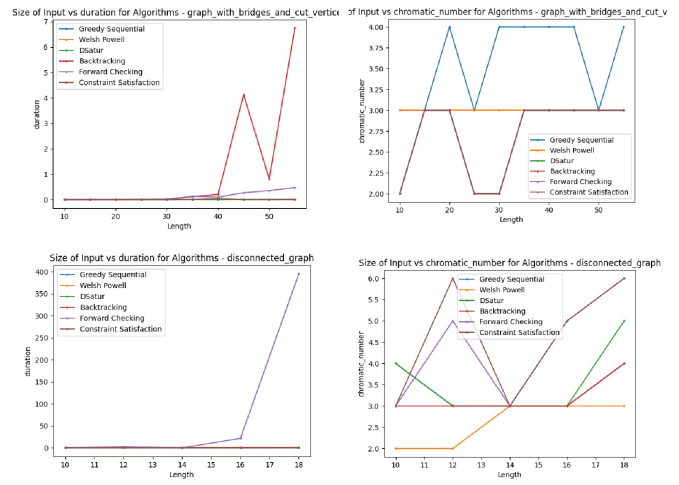 Size of Input vs duration for Algorithms - graph_with_bridges_and_cut_vertice
7
6
5
4
3
2
1
0
duration
Greedy Sequential
Welsh Powell
DSatur
Backtracking
Forward Checking
Constraint Satisfaction
10 20 30 40 50
Length
of Input vs chromatic_number for Algorithms - graph_with_bridges_and_cut_v
4.00
3.75
3.50
3.25
3.00
2.75
2.50
2.25
2.00
chromatic_number
Greedy Sequential
Welsh Powell
DSatur
Backtracking
Forward Checking
Constraint Satisfaction
10 20 30 40 50
Length
Size of Input vs duration for Algorithms - disconnected_graph
400
350
300
250
200
150
100
50
0
duration
Greedy Sequential
Welsh Powell
DSatur
Backtracking
Forward Checking
Constraint Satisfaction
10 11 12 13 14 15 16 17 18
Length
Size of Input vs chromatic_number for Algorithms - disconnected_graph
6.0
5.5
5.0
4.5
4.0
3.5
3.0
2.5
2.0
chromatic_number
Greedy Sequential
Welsh Powell
DSatur
Backtracking
Forward Checking
Constraint Satisfaction
10 11 12 13 14 15 16 17 18
Length